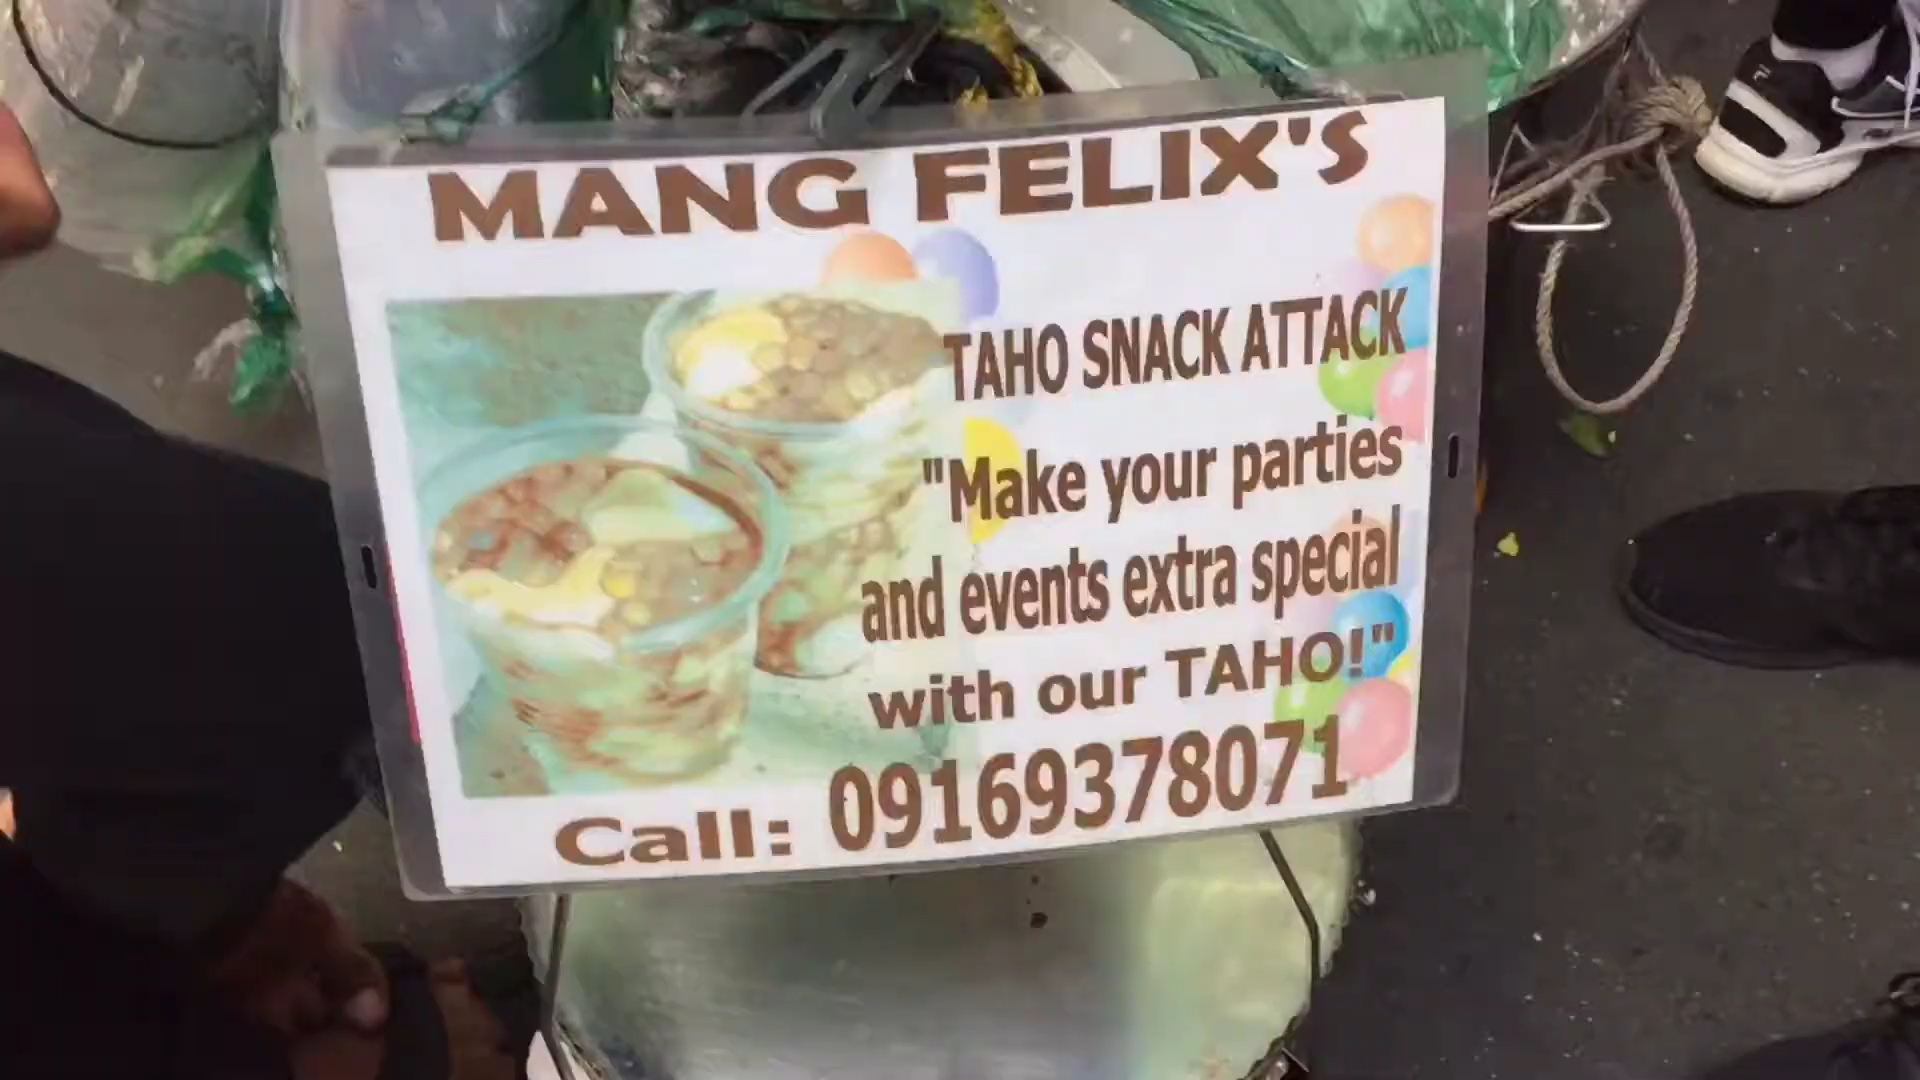 MANG FELIX'S
TAHO SNACK ATTACK
"Make your parties
and events extra special
with our TAHO!"
Call: 09169378071